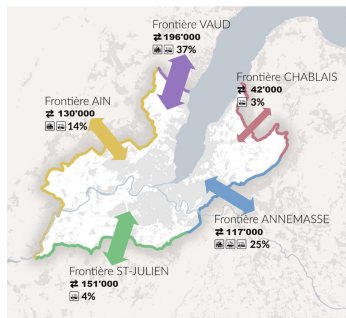 Frontière VAUD
⇄ 196'000
37%
Frontière CHABLAIS
⇄ 42'000
3%
Frontière AIN
⇄ 130'000
14%
Frontière ANNEMASSE
⇄ 117'000
25%
Frontière ST-JULIEN
⇄ 151'000
4%